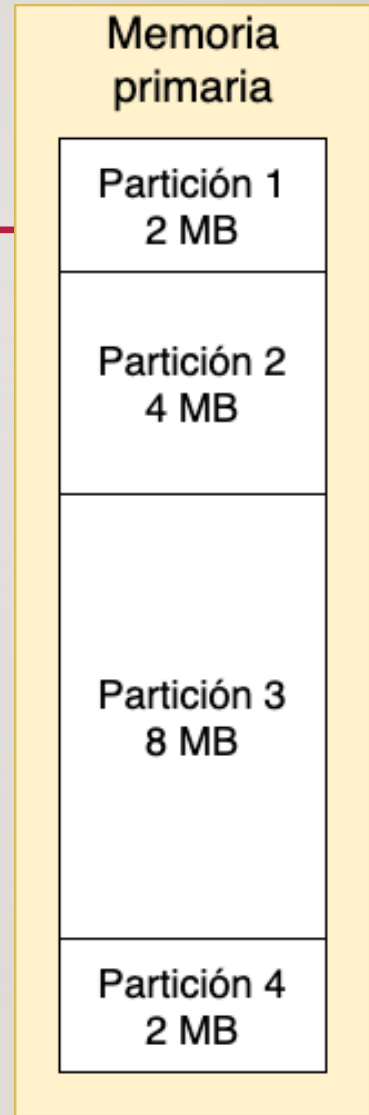 Memoria
primaria
Partición 1
2 MB
Partición 2
4 MB
Partición 3
8 MB
Partición 4
2 MB